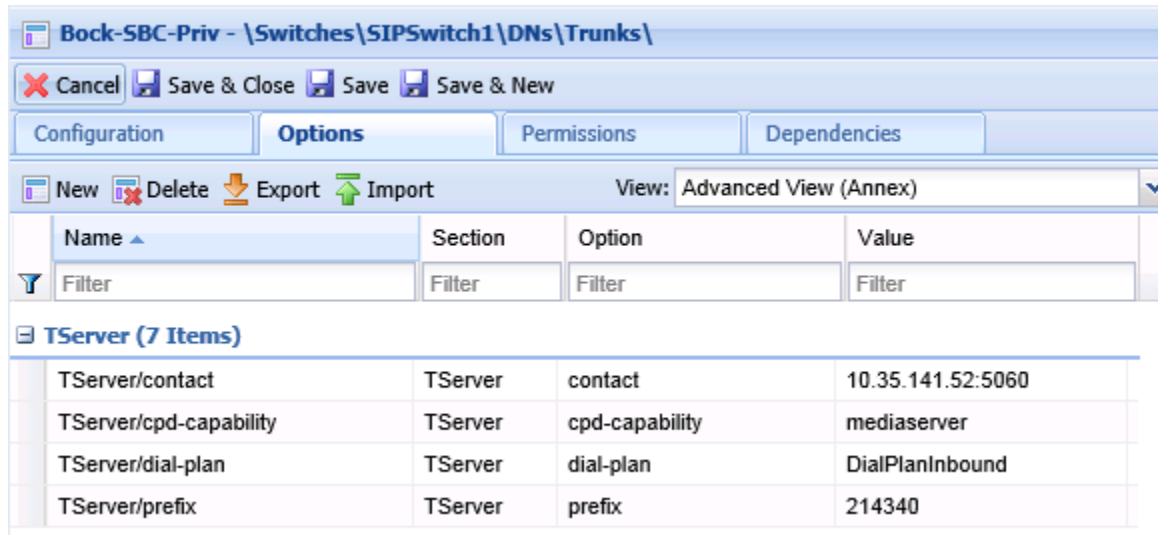 Bock-SBC-Priv - \Switches\SIPSwitch1\DNs\Trunks\
Cancel Save & Close Save Save & New
Configuration Options Permissions Dependencies
New Delete Export Import View: Advanced View (Annex)
Name Section Option Value
Filter Filter Filter Filter
TServer (7 Items)
TServer/contact TServer contact 10.35.141.52:5060
TServer/cpd-capability TServer cpd-capability mediaserver
TServer/dial-plan TServer dial-plan DialPlanInbound
TServer/prefix TServer prefix 214340